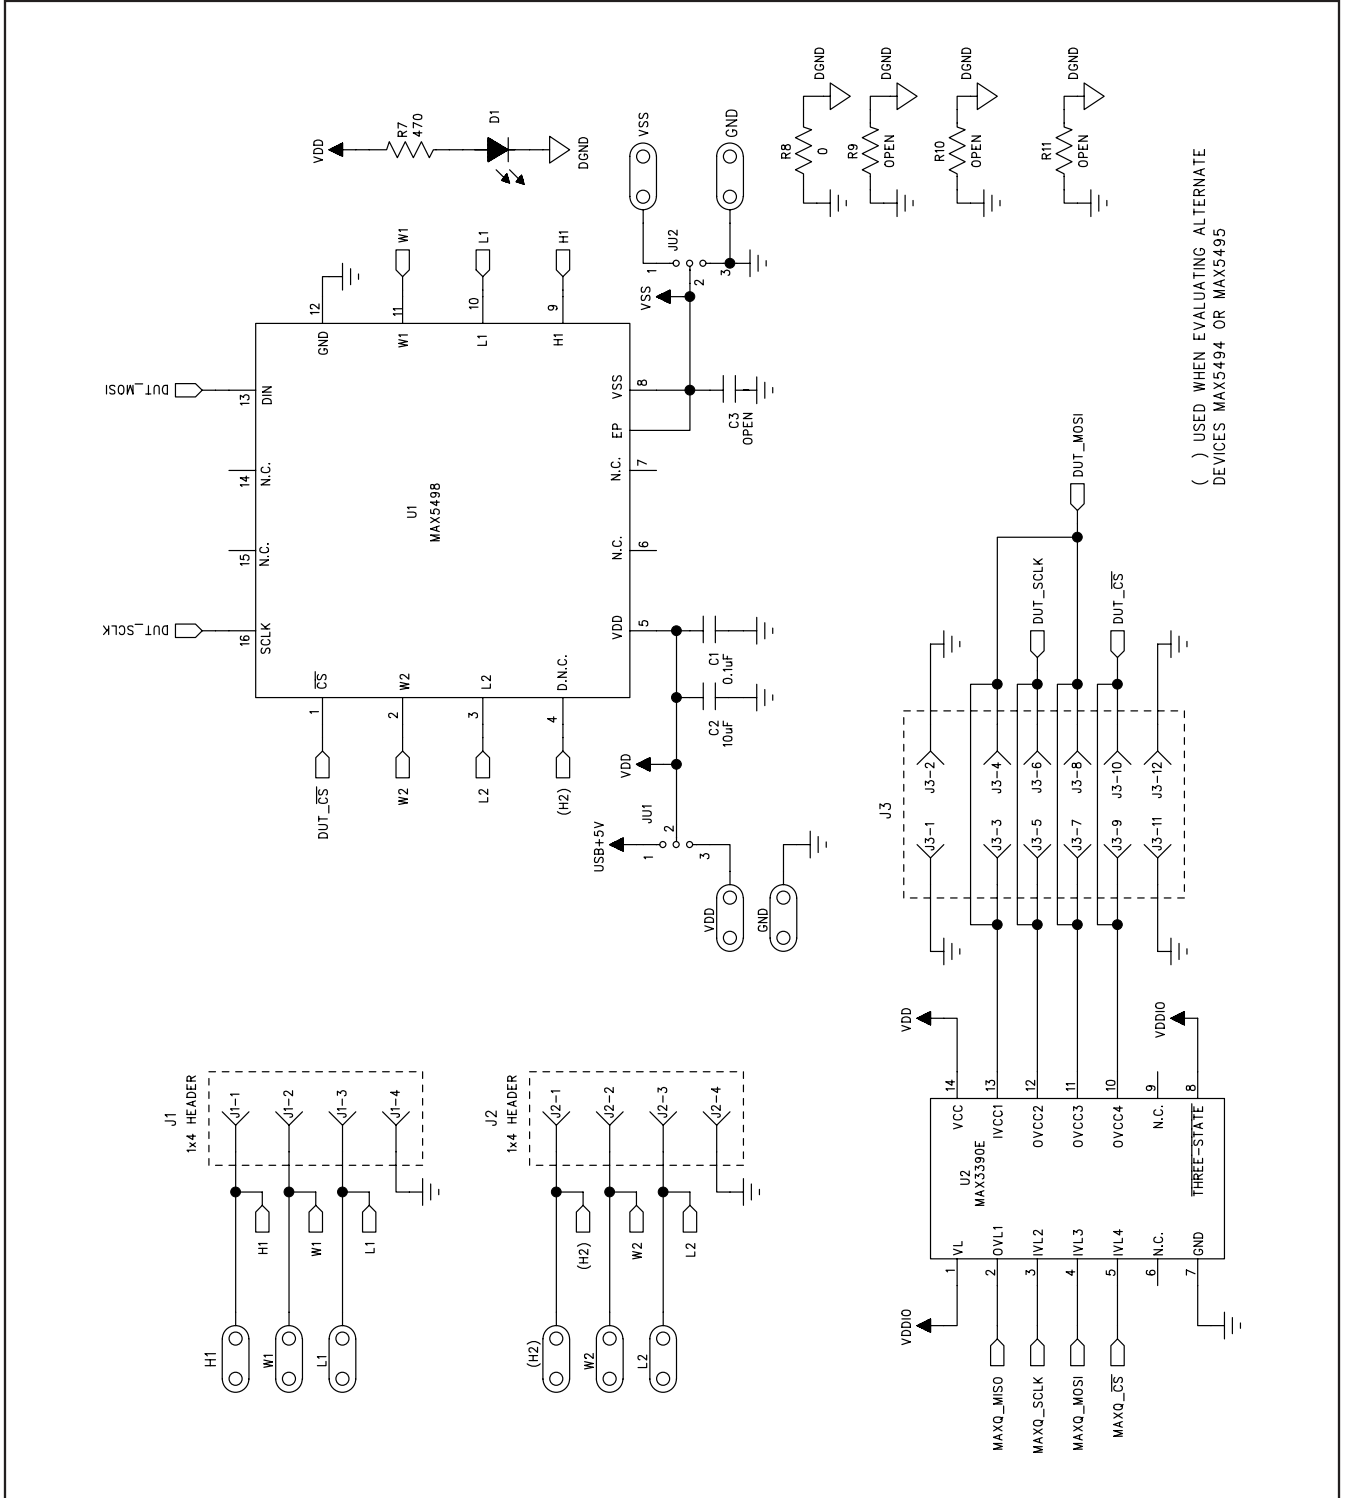 VDD
R7
470
D1
DGND
VSS
GND
JU2
1
2
3
VSS
R8
0
DGND
R9
OPEN
DGND
R10
OPEN
DGND
R11
OPEN
DGND
( ) USED WHEN EVALUATING ALTERNATE
DEVICES MAX5494 OR MAX5495
DUT_MOSI
13
DIN
14
N.C.
15
N.C.
DUT_SCLK
16
SCLK
12
GND
W1
11
W1
L1
10
L1
H1
9
H1
U1
MAX5498
VSS
8
EP
N.C.
7
N.C.
6
VDD
5
C3
OPEN
C1
0.1uF
C2
10uF
CS
1
DUT_CS
W2
2
W2
L2
3
L2
D.N.C.
4
(H2)
VDD
USB+5V
JU1
1
2
3
VDD
GND
J3
DUT_MOSI
DUT_SCLK
DUT_CS
J3-2
J3-4
J3-6
J3-8
J3-10
J3-12
J3-1
J3-3
J3-5
J3-7
J3-9
J3-11
J1
1x4 HEADER
J1-1
J1-2
J1-3
J1-4
H1
W1
L1
H1
W1
L1
J2
1x4 HEADER
J2-1
J2-2
J2-3
J2-4
(H2)
W2
L2
(H2)
W2
L2
VDD
VDDIO
14
13
12
11
10
9
8
VCC
IVCC1
OVCC2
OVCC3
OVCC4
N.C.
THREE-STATE
U2
MAX3390E
VL
OVL1
IVL2
IVL3
IVL4
N.C.
GND
1
2
3
4
5
6
7
VDDIO
MAXQ_MISO
MAXQ_SCLK
MAXQ_MOSI
MAXQ_CS